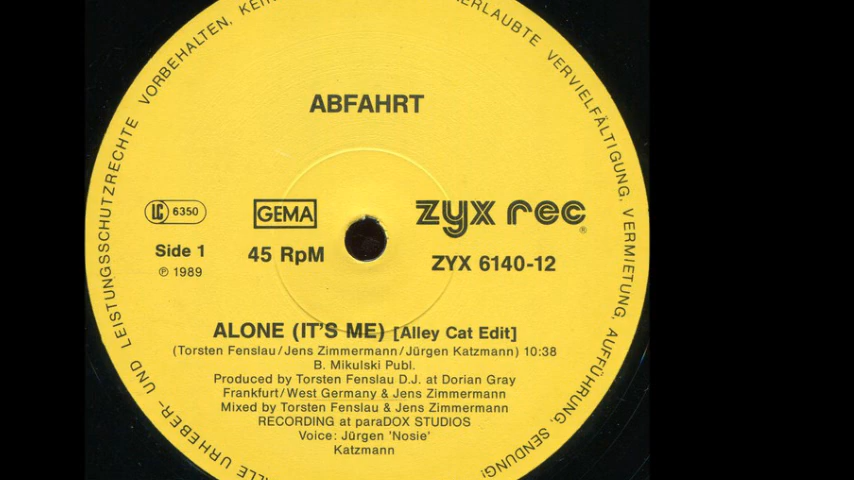 ALLE URHEBER- UND LEISTUNGSSCHUTZRECHTE VORBEHALTEN, KEIN
ERLAUBTE VERVIELFÄLTIGUNG, VERMIETUNG, AUFFÜHRUNG, SENDUNG!
ABFAHRT
LC 6350
GEMA
zyx rec ®
Side 1
45 RpM
ZYX 6140-12
℗ 1989
ALONE (IT'S ME) [Alley Cat Edit]
(Torsten Fenslau/Jens Zimmermann/Jürgen Katzmann) 10:38
B. Mikulski Publ.
Produced by Torsten Fenslau D.J. at Dorian Gray
Frankfurt/West Germany & Jens Zimmermann
Mixed by Torsten Fenslau & Jens Zimmermann
RECORDING at paraDOX STUDIOS
Voice: Jürgen 'Nosie'
Katzmann